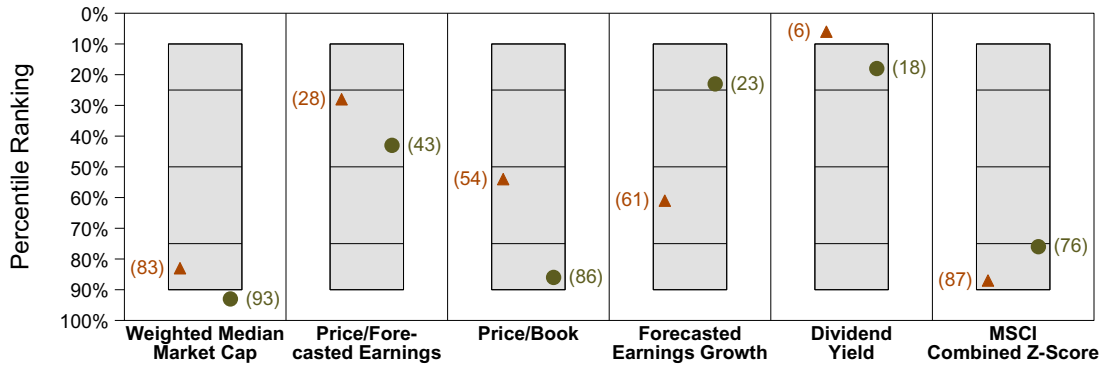 Percentile Ranking
0%
10%
20%
30%
40%
50%
60%
70%
80%
90%
100%
(83)
(93)
(28)
(43)
(54)
(86)
(61)
(23)
(6)
(18)
(87)
(76)
Weighted Median
Market Cap
Price/Fore-
casted Earnings
Price/Book
Forecasted
Earnings Growth
Dividend
Yield
MSCI
Combined Z-Score